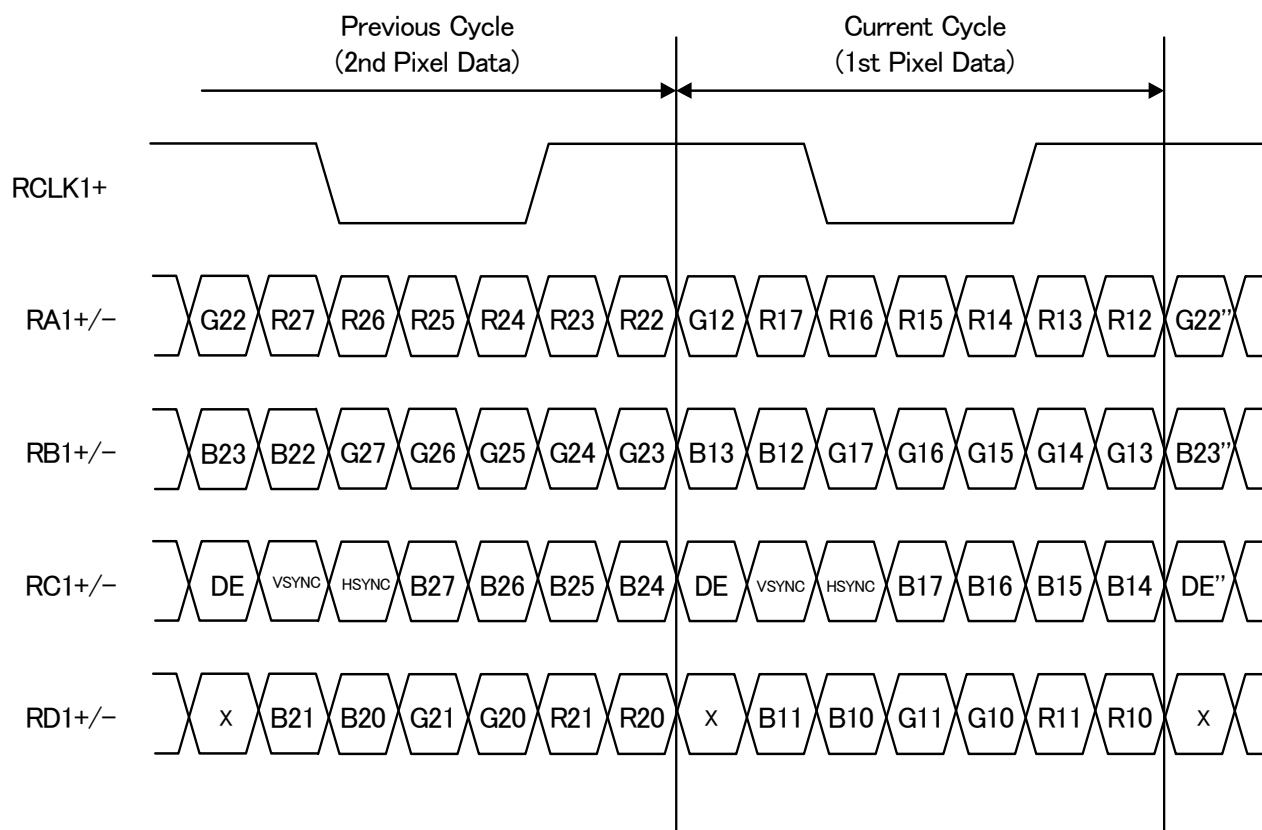 Previous Cycle
(2nd Pixel Data)
Current Cycle
(1st Pixel Data)
RCLK1+
RA1+/- G22 R27 R26 R25 R24 R23 R22 G12 R17 R16 R15 R14 R13 R12 G22"
RB1+/- B23 B22 G27 G26 G25 G24 G23 B13 B12 G17 G16 G15 G14 G13 B23"
RC1+/- DE VSYNC HSYNC B27 B26 B25 B24 DE VSYNC HSYNC B17 B16 B15 B14 DE"
RD1+/- X B21 B20 G21 G20 R21 R20 X B11 B10 G11 G10 R11 R10 X